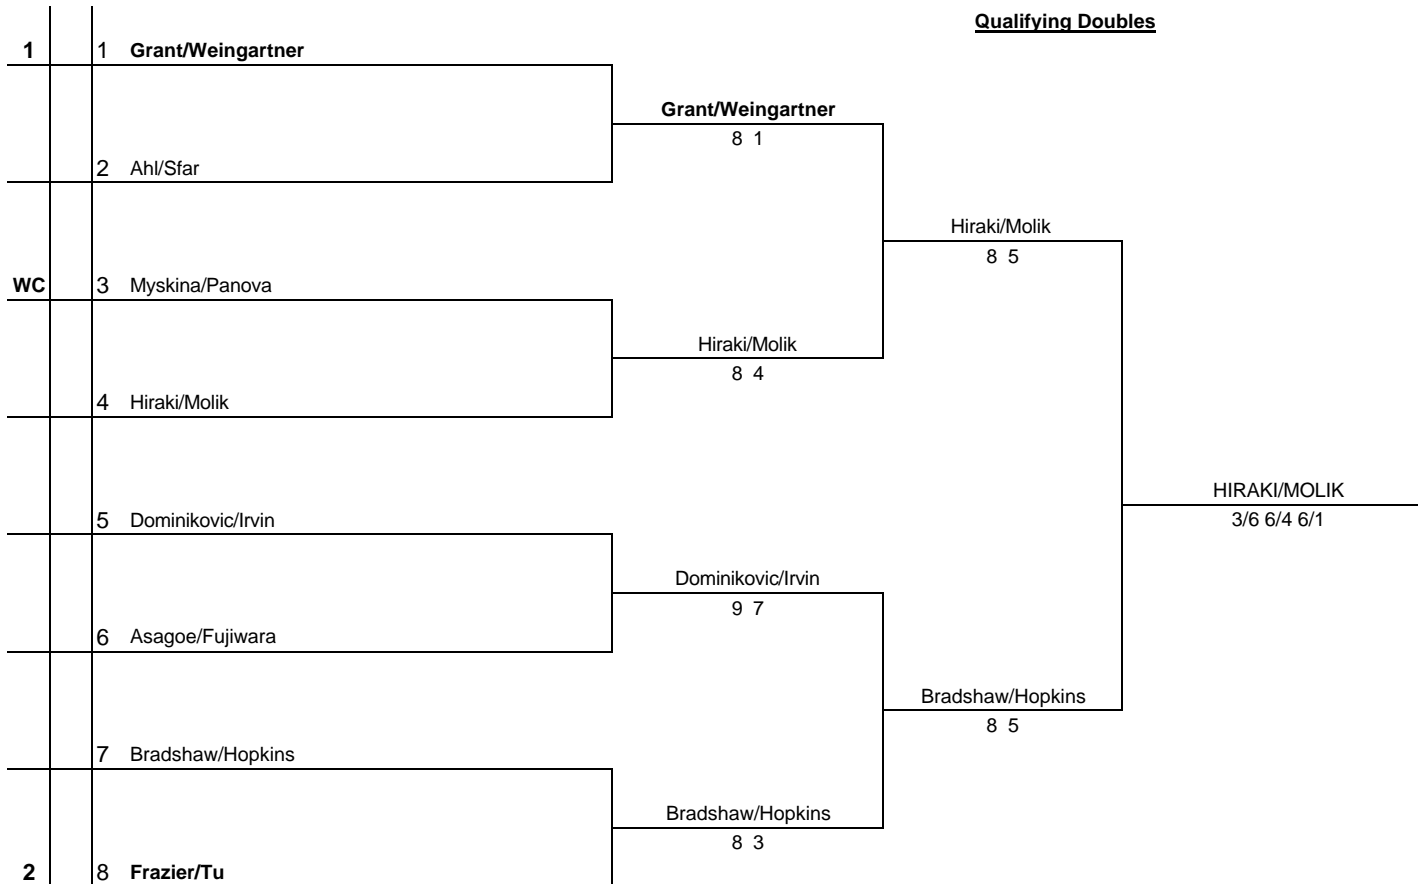 Qualifying Doubles
1 1 Grant/Weingartner
Grant/Weingartner
8 1
2 Ahl/Sfar
Hiraki/Molik
8 5
WC 3 Myskina/Panova
Hiraki/Molik
8 4
4 Hiraki/Molik
HIRAKI/MOLIK
3/6 6/4 6/1
5 Dominikovic/Irvin
Dominikovic/Irvin
9 7
6 Asagoe/Fujiwara
Bradshaw/Hopkins
8 5
7 Bradshaw/Hopkins
Bradshaw/Hopkins
8 3
2 8 Frazier/Tu